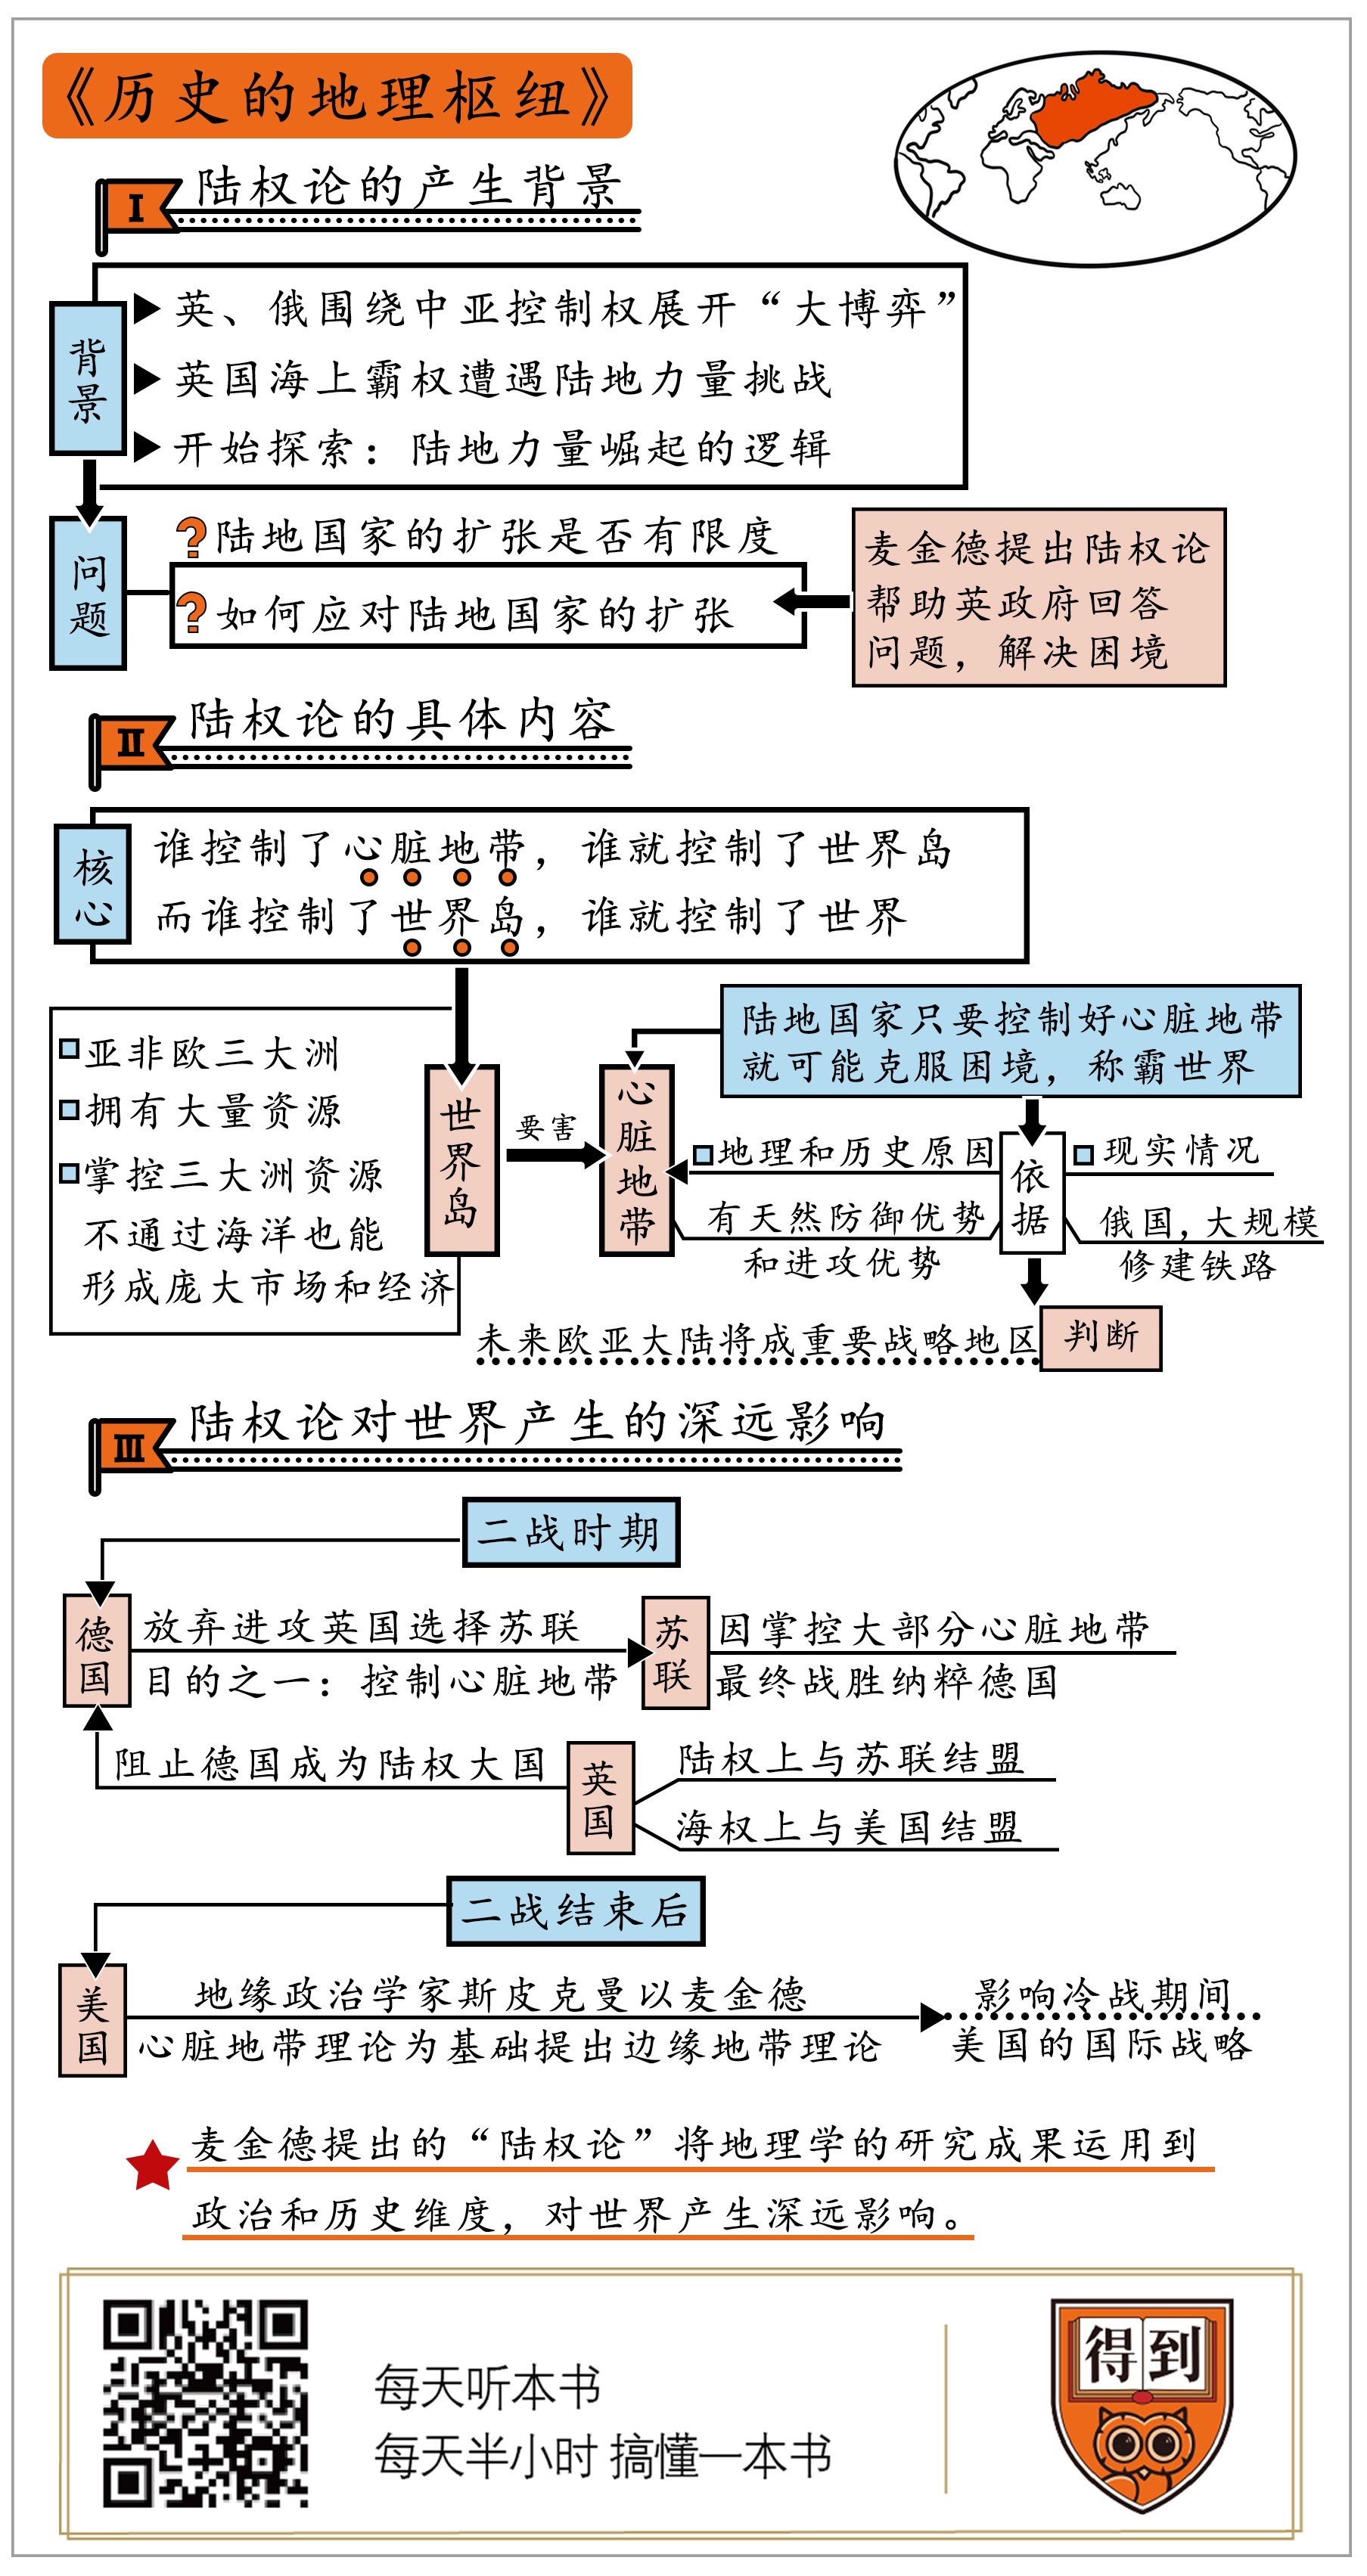 《历史的地理枢纽》
I
陆权论的产生背景
背景
英、俄围绕中亚控制权展开“大博弈”
英国海上霸权遭遇陆地力量挑战
开始探索：陆地力量崛起的逻辑
问题
?陆地国家的扩张是否有限度
?如何应对陆地国家的扩张
麦金德提出陆权论
帮助英政府回答
问题，解决困境
II
陆权论的具体内容
核心
谁控制了心脏地带，谁就控制了世界岛
而谁控制了世界岛，谁就控制了世界
亚非欧三大洲
拥有大量资源
掌控三大洲资源
不通过海洋也能
形成庞大市场和经济
世界岛
要害
心脏地带
陆地国家只要控制好心脏地带
就可能克服困境，称霸世界
地理和历史原因
有天然防御优势
和进攻优势
依据
现实情况
俄国，大规模
修建铁路
未来欧亚大陆将成重要战略地区
判断
III
陆权论对世界产生的深远影响
二战时期
德国
放弃进攻英国选择苏联
目的之一：控制心脏地带
苏联
因掌控大部分心脏地带
最终战胜纳粹德国
阻止德国成为陆权大国
英国
陆权上与苏联结盟
海权上与美国结盟
二战结束后
美国
地缘政治学家斯皮克曼以麦金德
心脏地带理论为基础提出边缘地带理论
影响冷战期间
美国的国际战略
麦金德提出的“陆权论”将地理学的研究成果运用到
政治和历史维度，对世界产生深远影响。
每天听本书
每天半小时 搞懂一本书
得到